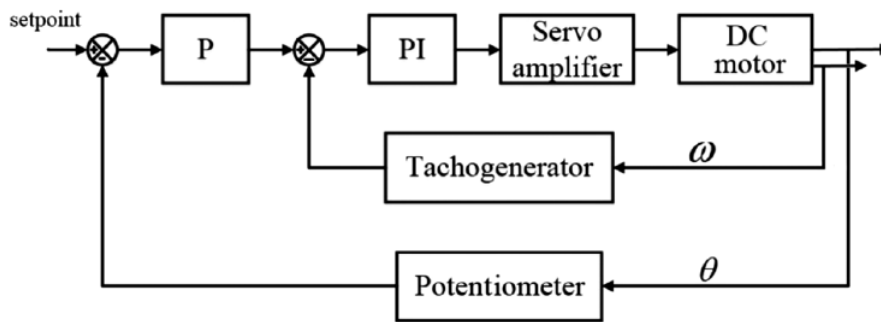 setpoint
P
PI
Servo
amplifier
DC
motor
Tachogenerator
ω
Potentiometer
θ